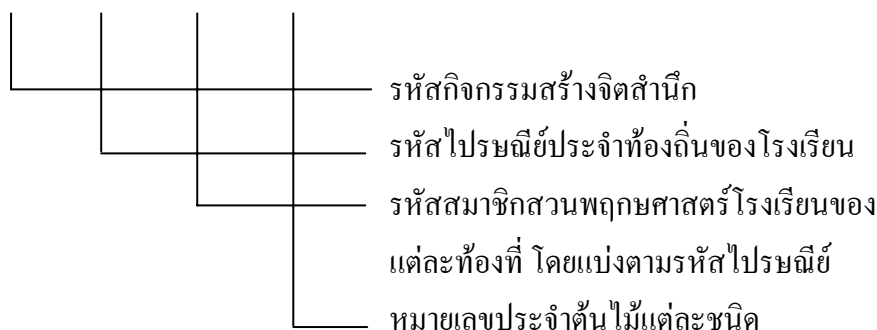 รหัสกิจกรรมสร้างจิตสำนึก
รหัสไปรษณีย์ประจำท้องถิ่นของโรงเรียน
รหัสสมาชิกสวนพฤกษศาสตร์โรงเรียนของ
แต่ละท้องที่ โดยแบ่งตามรหัสไปรษณีย์
หมายเลขประจำต้นไม้แต่ละชนิด